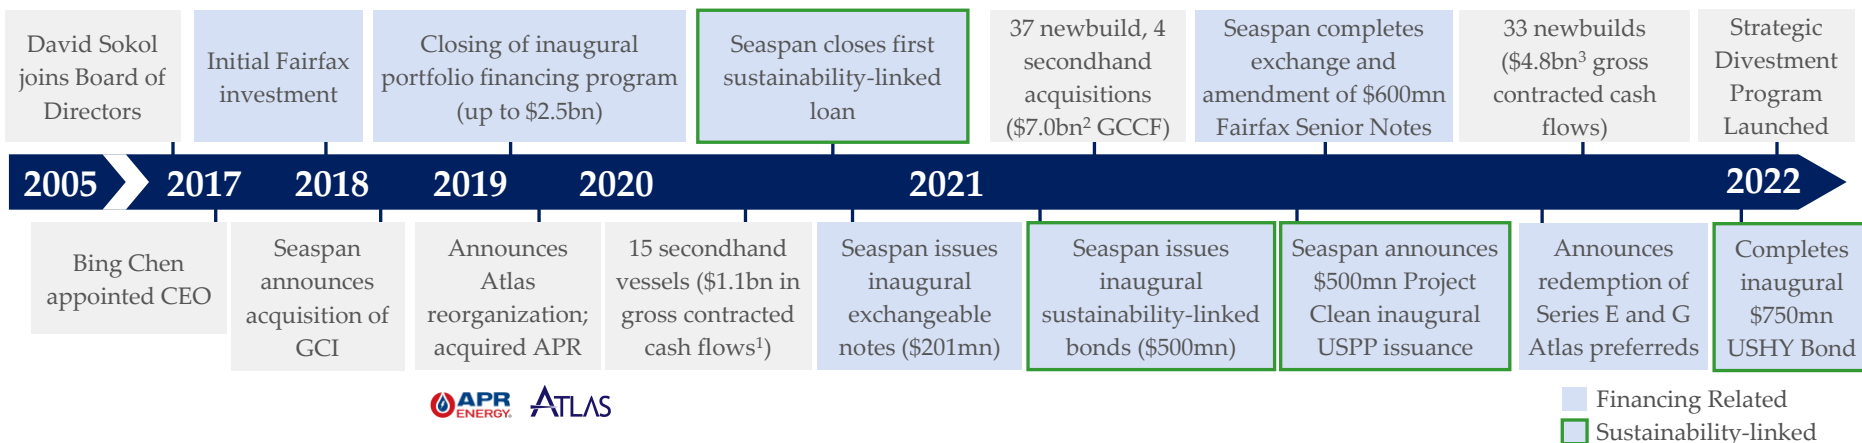 David Sokol
joins Board of
Directors
Initial Fairfax
investment
Closing of inaugural
portfolio financing program
(up to $2.5bn)
Seaspan closes first
sustainability-linked
loan
37 newbuild, 4
secondhand
acquisitions
($7.0bn² GCCF)
Seaspan completes
exchange and
amendment of $600mn
Fairfax Senior Notes
33 newbuilds
($4.8bn³ gross
contracted cash
flows)
Strategic
Divestment
Program
Launched
2005 2017 2018 2019 2020 2021 2022
Bing Chen
appointed CEO
Seaspan
announces
acquisition of
GCI
Announces
Atlas
reorganization;
acquired APR
15 secondhand
vessels ($1.1bn in
gross contracted
cash flows¹)
Seaspan issues
inaugural
exchangeable
notes ($201mn)
Seaspan issues
inaugural
sustainability-linked
bonds ($500mn)
Seaspan announces
$500mn Project
Clean inaugural
USPP issuance
Announces
redemption of
Series E and G
Atlas preferreds
Completes
inaugural
$750mn
USHY Bond
APR
ENERGY.
ATLAS
Financing Related
Sustainability-linked